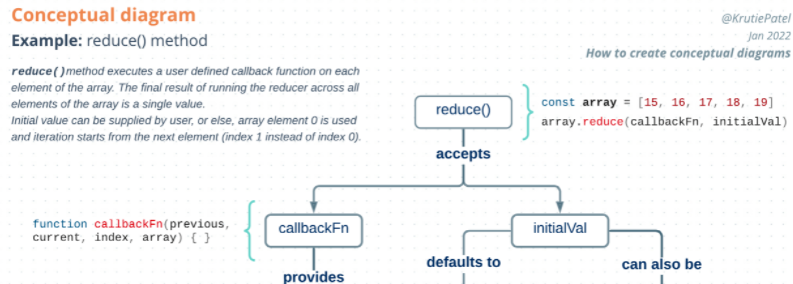 Conceptual diagram
Example: reduce() method
@KrutiePatel
Jan 2022
How to create conceptual diagrams
reduce()method executes a user defined callback function on each
element of the array. The final result of running the reducer across all
elements of the array is a single value.
Initial value can be supplied by user, or else, array element 0 is used
and iteration starts from the next element (index 1 instead of index 0).
reduce()
const array = [15, 16, 17, 18, 19]
array.reduce(callbackFn, initialVal)
accepts
function callbackFn(previous,
current, index, array) { }
callbackFn
initialVal
provides
defaults to
can also be